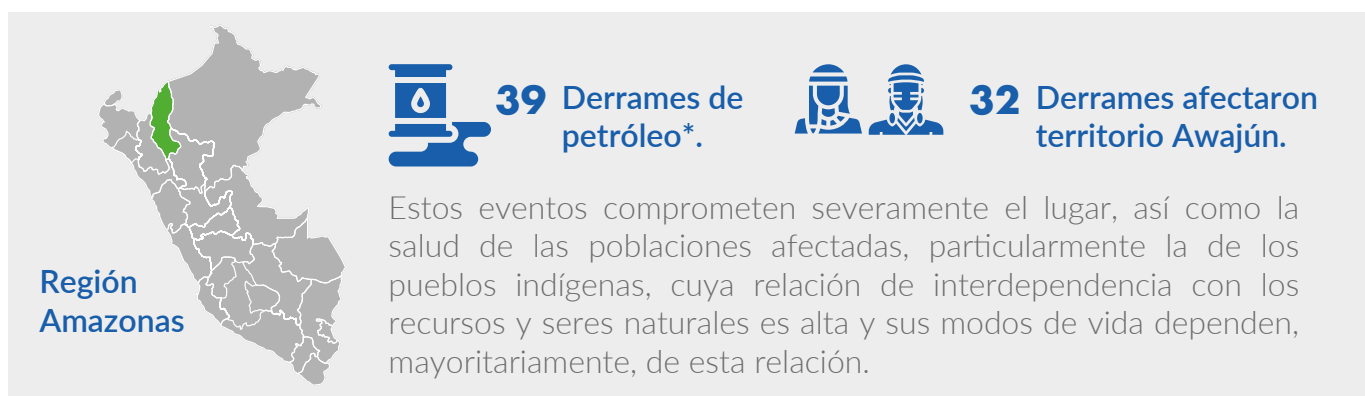 39 Derrames de
petróleo*.
32 Derrames afectaron
territorio Awajún.
Estos eventos comprometen severamente el lugar, así como la
salud de las poblaciones afectadas, particularmente la de los
pueblos indígenas, cuya relación de interdependencia con los
recursos y seres naturales es alta y sus modos de vida dependen,
mayoritariamente, de esta relación.
Región
Amazonas